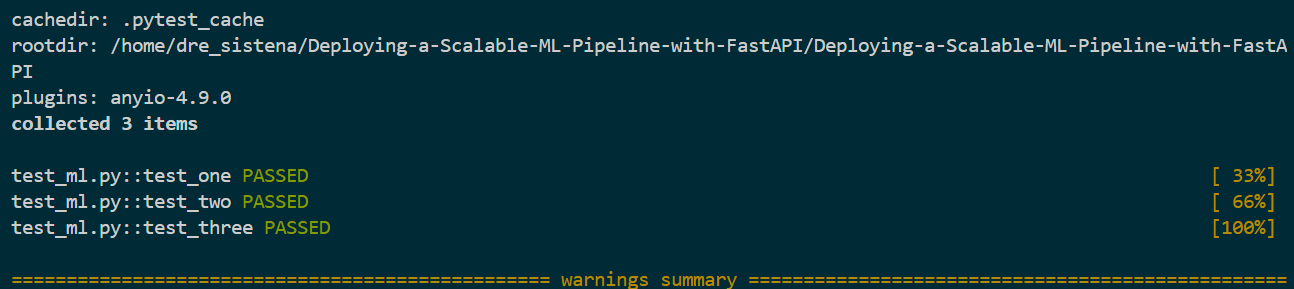 cachedir: .pytest_cache
rootdir: /home/dre_sistena/Deploying-a-Scalable-ML-Pipeline-with-FastAPI/Deploying-a-Scalable-ML-Pipeline-with-FastA
PI
plugins: anyio-4.9.0
collected 3 items
test_ml.py::test_one PASSED [ 33%]
test_ml.py::test_two PASSED [ 66%]
test_ml.py::test_three PASSED [100%]
================================================= warnings summary =================================================